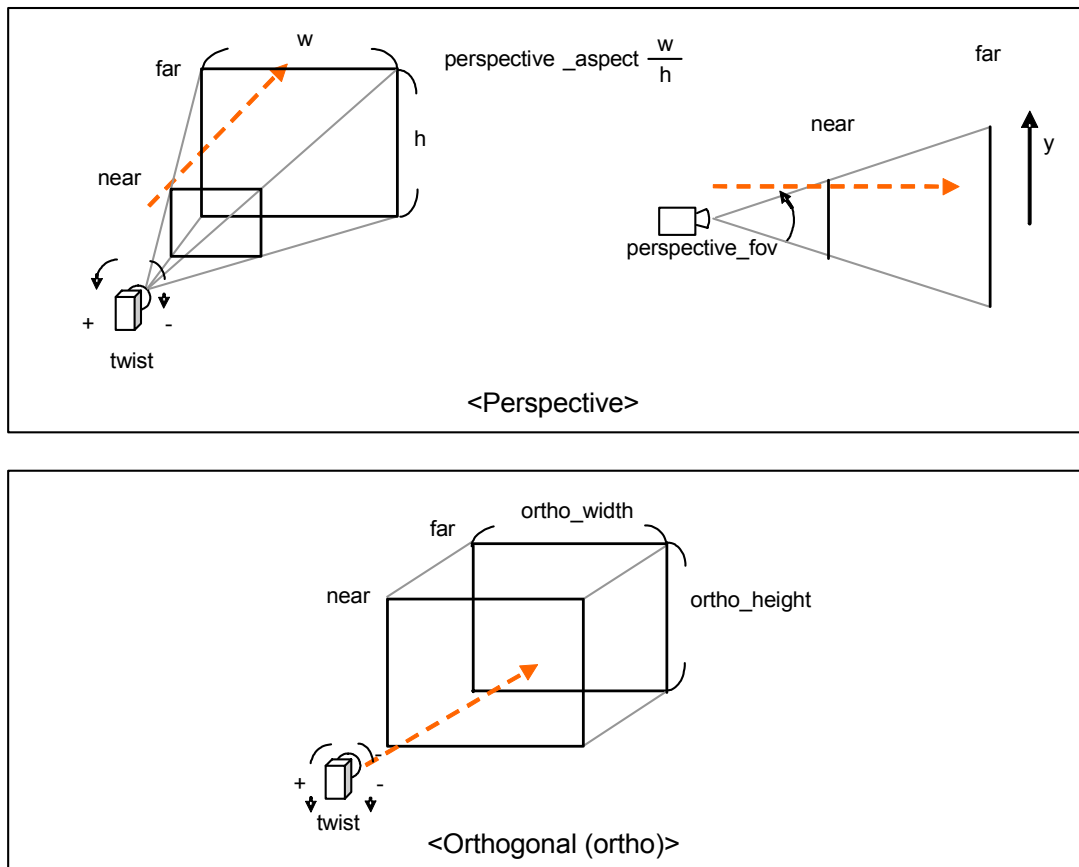 w
far
perspective _aspect w
h
h
near
+
-
twist
far
near
y
perspective_fov
<Perspective>
ortho_width
far
near
ortho_height
-
+
-
twist
<Orthogonal (ortho)>